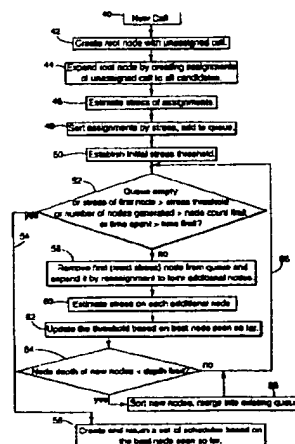 40
New Call
42
Create root node with unassigned call.
44
Expand root node by creating assignments
of unassigned call to all candidates.
46
Estimate stress of assignments.
48
Sort assignments by stress, add to queue.
50
Establish initial stress threshold.
52
Queue empty
or stress of first node > stress threshold
or number of nodes generated > node count limit
or time spent > time limit?
yes
54
no
66
58
Remove first (least stress) node from queue and
expand it by reassignment to form additional nodes.
60
Estimate stress on each additional node
62
Update the threshold based on best node seen so far.
64
Node depth of new nodes < depth limit?
no
yes
Sort new nodes, merge into existing queue
56
Create and return a set of schedules based on
the best node seen so far.